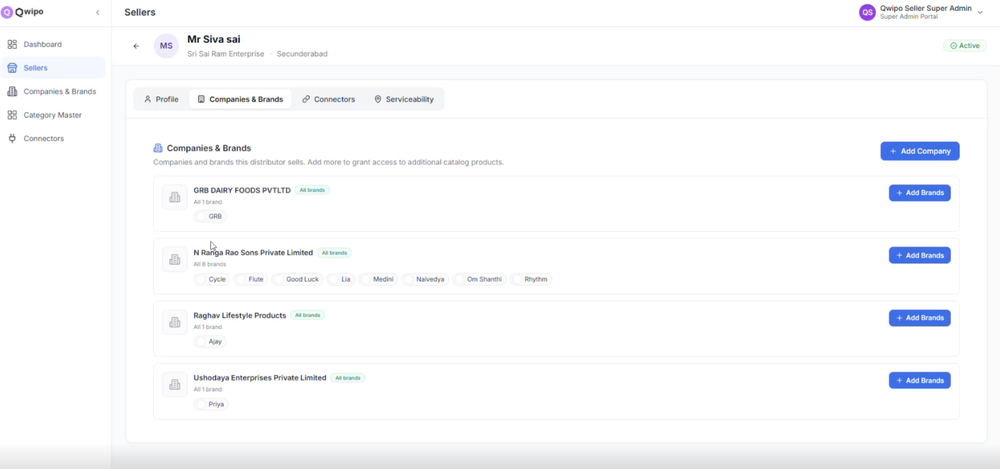 Qwipo
Sellers
QS
Qwipo Seller Super Admin
Super Admin Portal
Dashboard
Sellers
Companies & Brands
Category Master
Connectors
MS
Mr Siva sai
Sri Sai Ram Enterprise · Secunderabad
Active
Profile
Companies & Brands
Connectors
Serviceability
Companies & Brands
Companies and brands this distributor sells. Add more to grant access to additional catalog products.
+ Add Company
GRB DAIRY FOODS PVTLTD All brands
All 1 brand
GRB
+ Add Brands
N Ranga Rao Sons Private Limited All brands
All 8 brands
Cycle Flute Good Luck Lia Medini Naivedya Om Shanthi Rhythm
+ Add Brands
Raghav Lifestyle Products All brands
All 1 brand
Ajay
+ Add Brands
Ushodaya Enterprises Private Limited All brands
All 1 brand
Priya
+ Add Brands